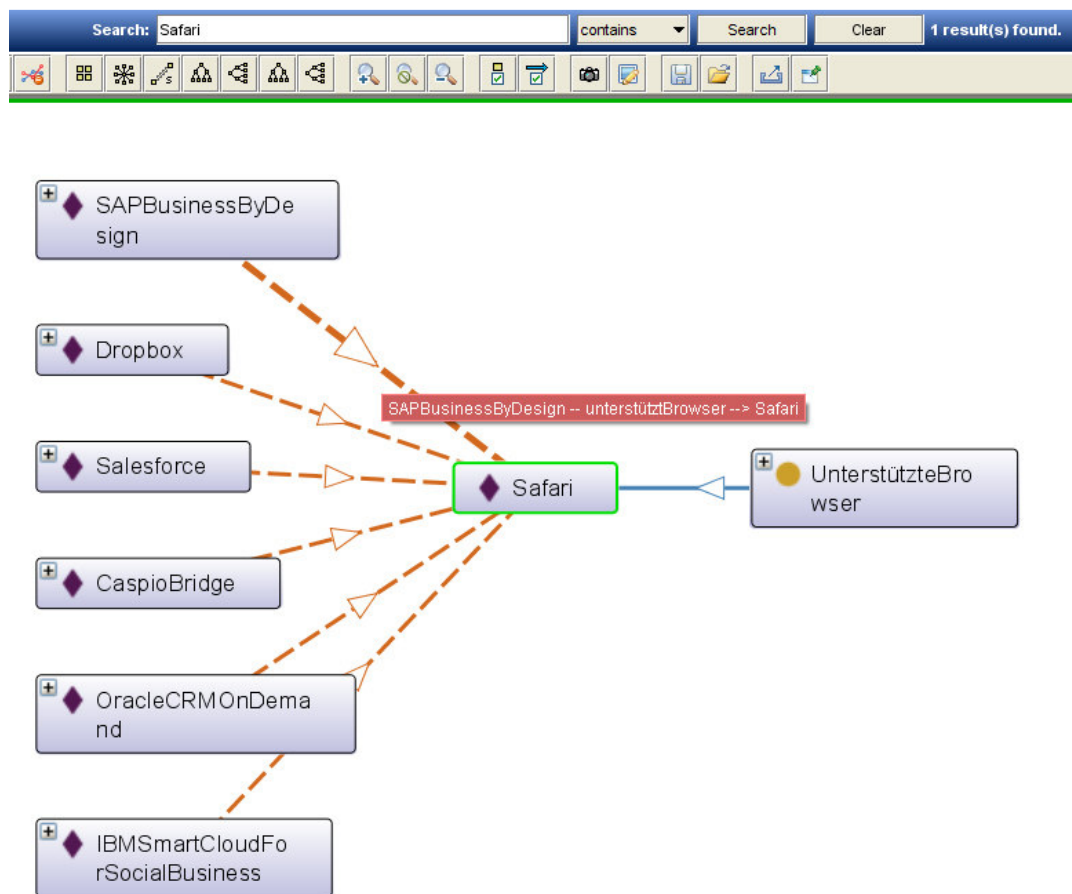 Search: Safari contains Search Clear 1 result(s) found.
SAPBusinessByDe
sign
Dropbox
SAPBusinessByDesign -- unterstütztBrowser --> Safari
Salesforce
Safari
UnterstützteBro
wser
CaspioBridge
OracleCRMOnDema
nd
IBMSmartCloudFo
rSocialBusiness